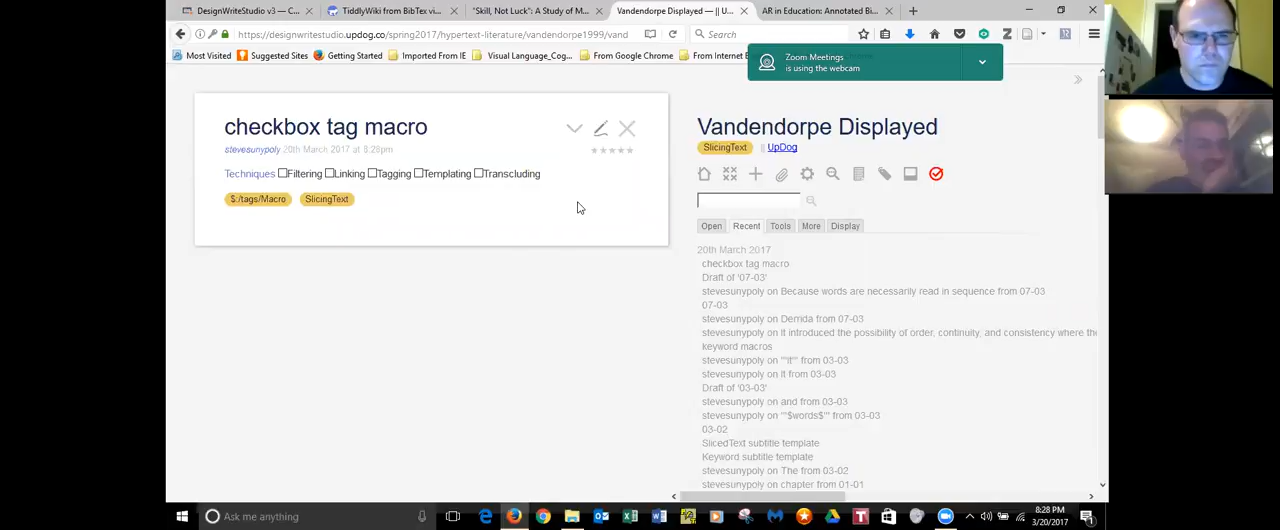 DesignWriteStudio v3 — C...
TiddlyWiki from BibTex vi...
"Skill, Not Luck": A Study of M...
Vandendorpe Displayed — || U...
AR in Education: Annotated Bi...
https://designwritestudio.updog.co/spring2017/hypertext-literature/vandendorpe1999/vand
Search
Most Visited
Suggested Sites
Getting Started
Imported From IE
Visual Language_Cog...
From Google Chrome
From Internet E
Zoom Meetings
is using the webcam
checkbox tag macro
stevesunypoly 20th March 2017 at 8:28pm
Techniques Filtering Linking Tagging Templating Transcluding
$:/tags/Macro SlicingText
Vandendorpe Displayed
SlicingText || UpDog
Open Recent Tools More Display
20th March 2017
checkbox tag macro
Draft of '07-03'
stevesunypoly on Because words are necessarily read in sequence from 07-03
07-03
stevesunypoly on Derrida from 07-03
stevesunypoly on It introduced the possibility of order, continuity, and consistency where the
keyword macros
stevesunypoly on ""It"" from 03-03
stevesunypoly on It from 03-03
Draft of '03-03'
stevesunypoly on and from 03-03
stevesunypoly on ""$words$"" from 03-03
03-02
SlicedText subtitle template
Keyword subtitle template
stevesunypoly on The from 03-02
stevesunypoly on chapter from 01-01
Ask me anything
8:28 PM
3/20/2017